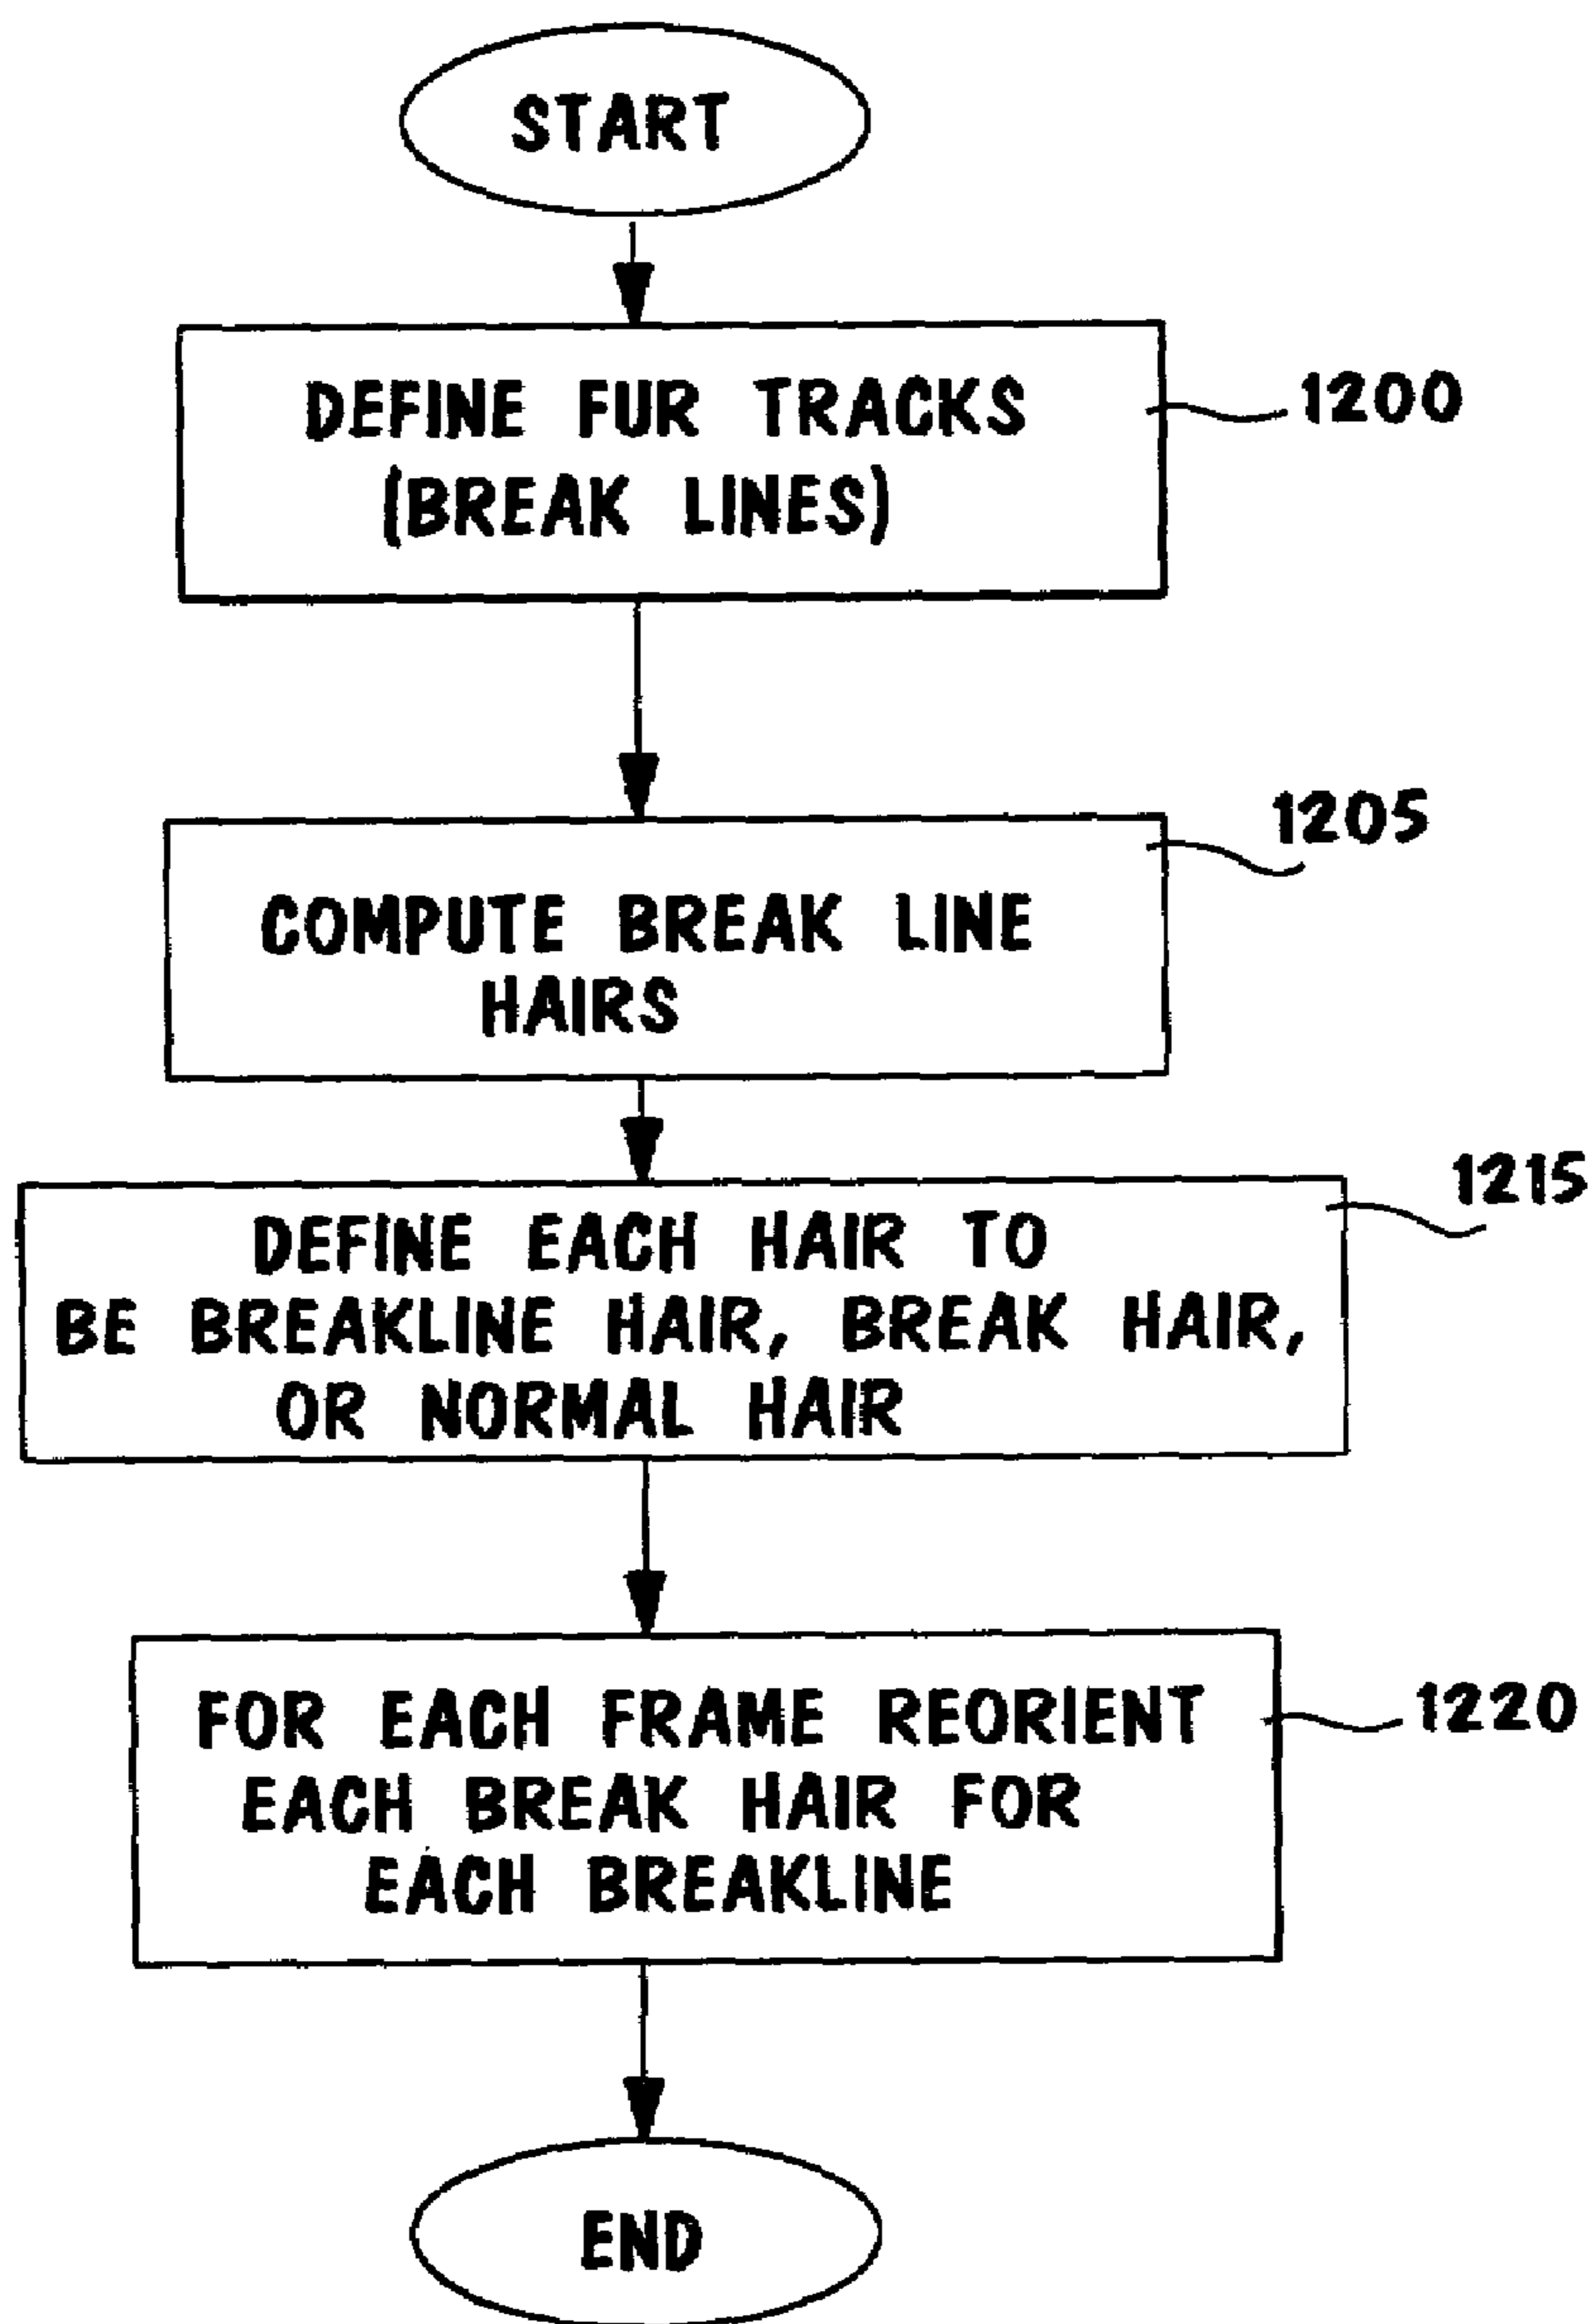 START
DEFINE FUR TRACKS
(BREAK LINES)
1200
1205
COMPUTE BREAK LINE
HAIRS
1215
DEFINE EACH HAIR TO
BE BREAKLINE HAIR, BREAK HAIR,
OR NORMAL HAIR
FOR EACH FRAME REORIENT
EACH BREAK HAIR FOR
EACH BREAKLINE
1220
END